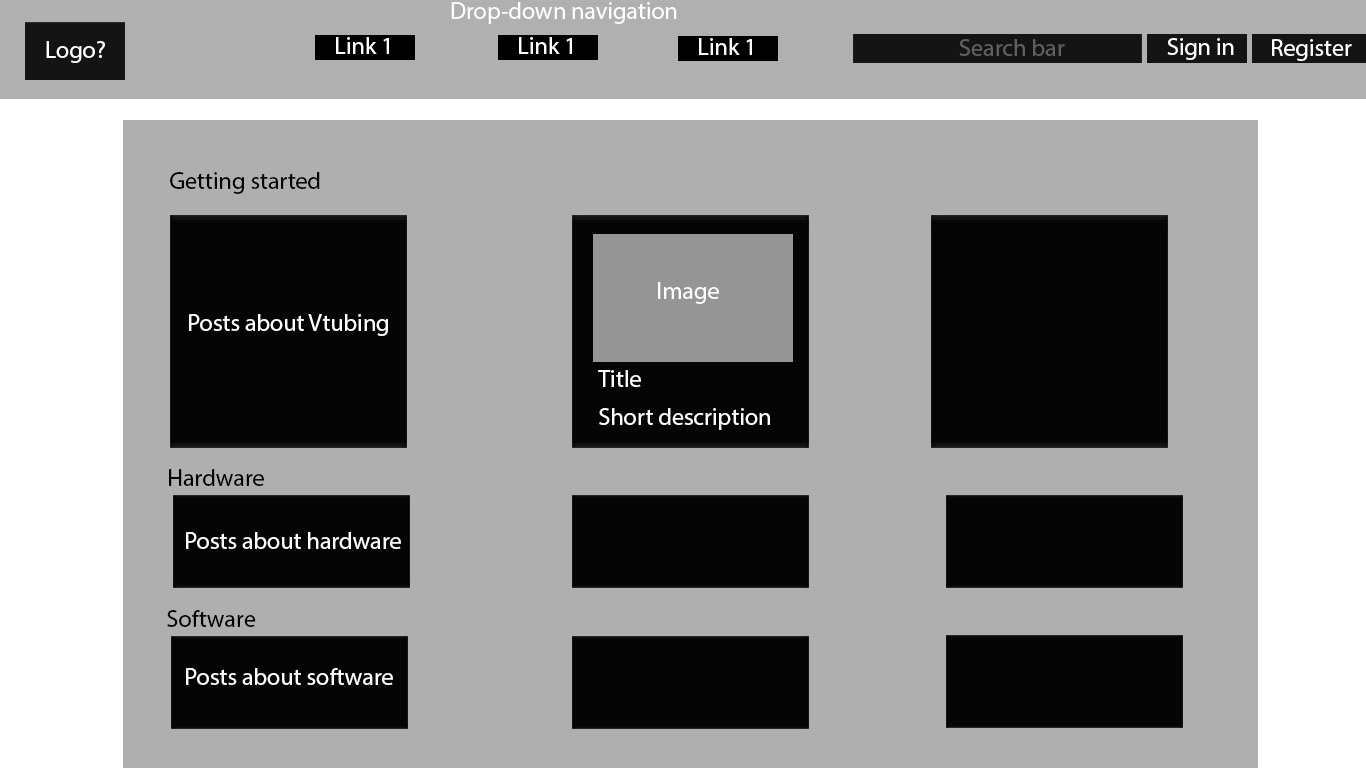 Drop-down navigation
Logo?
Link 1
Link 1
Link 1
Search bar
Sign in
Register
Getting started
Posts about Vtubing
Image
Title
Short description
Hardware
Posts about hardware
Software
Posts about software